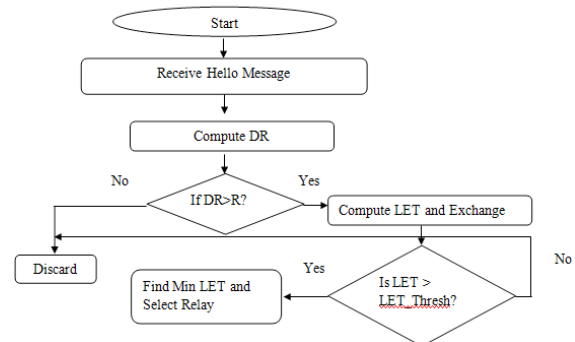 Start
Receive Hello Message
Compute DR
No
Yes
If DR>R?
Compute LET and Exchange
Discard
Yes
No
Find Min LET and
Select Relay
Is LET >
LET_Thresh?